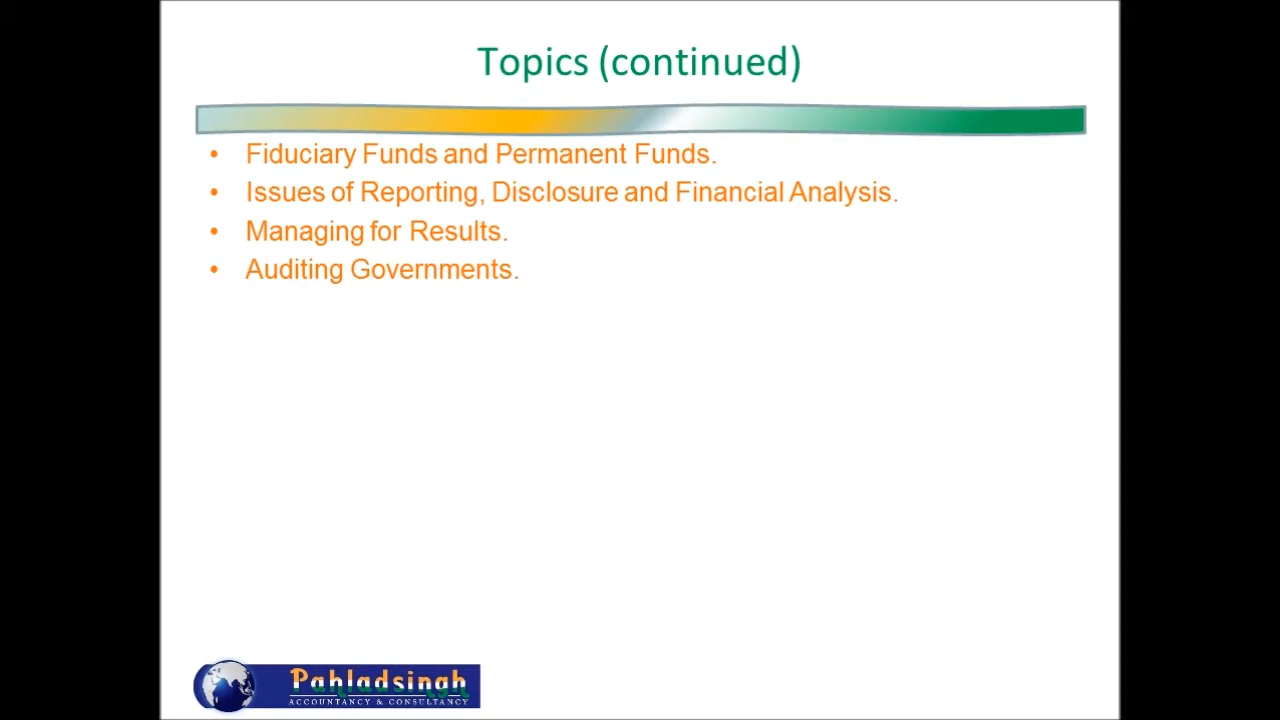 Topics (continued)
• Fiduciary Funds and Permanent Funds.
• Issues of Reporting, Disclosure and Financial Analysis.
• Managing for Results.
• Auditing Governments.
Pahladsingh
ACCOUNTANCY & CONSULTANCY